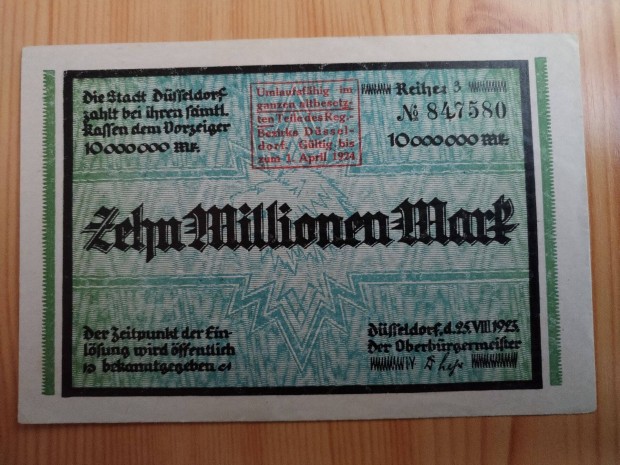 Die Stadt Düsseldorf
zahlt bei ihren sämtl.
Kassen dem Vorzeiger
10000000 mk.
Umlaufsfähig im
ganzen altbesetz-
ten Teile des Reg.
Bezirks Düssel-
dorf. Gültig bis
zum 1. April 1924
Reihe: 3
№ 847580
10000000 mk.
Zehn Millionen Mark
Der Zeitpunkt der Ein-
lösung wird öffentlich
bekanntgegeben
Düsseldorf, d. 25. VIII 1923.
Der Oberbürgermeister